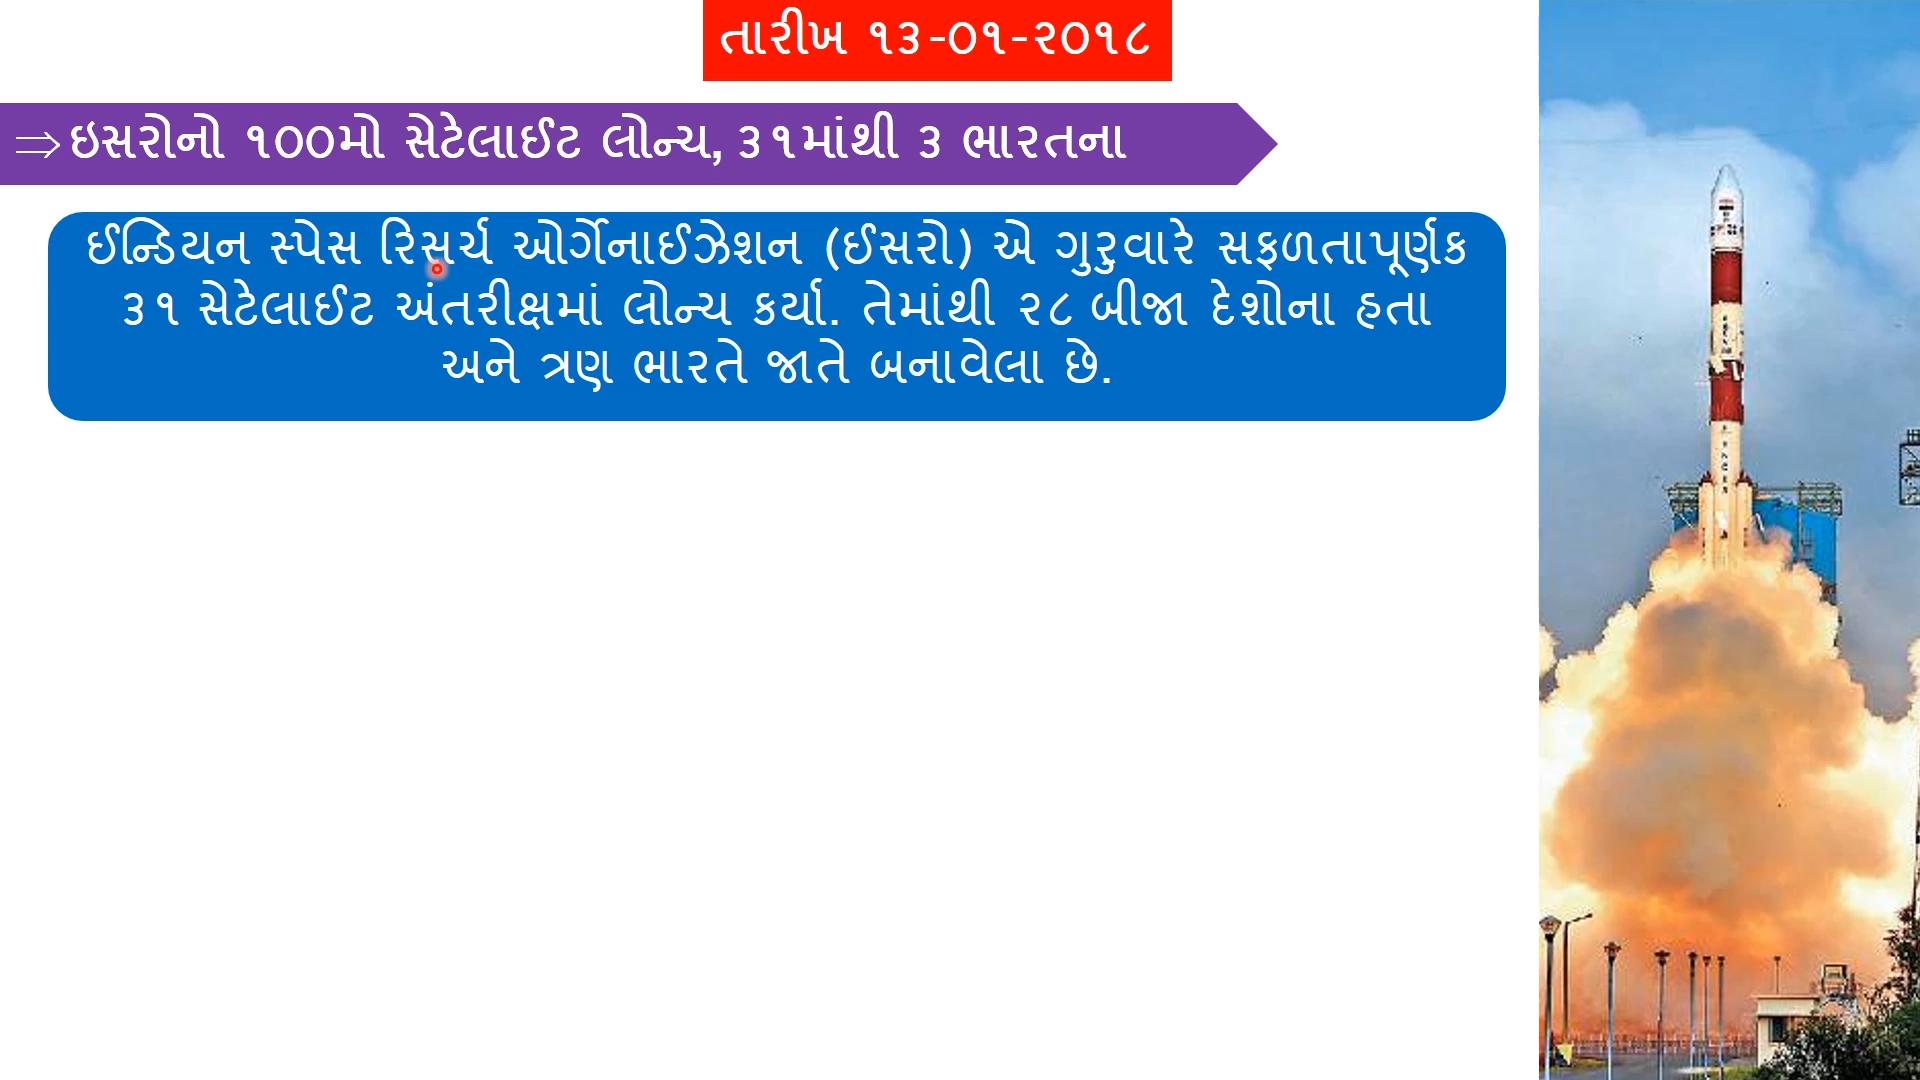 તારીખ ૧૩-૦૧-૨૦૧૮
⇒ઇસરોનો ૧૦૦મો સેટેલાઈટ લોન્ચ, ૩૧માંથી ૩ ભારતના
ઈન્ડિયન સ્પેસ રિસર્ચ ઓર્ગેનાઈઝેશન (ઈસરો) એ ગુરુવારે સફળતાપૂર્ણક
૩૧ સેટેલાઈટ અંતરીક્ષમાં લોન્ચ કર્યા. તેમાંથી ૨૮ બીજા દેશોના હતા
અને ત્રણ ભારતે જાતે બનાવેલા છે.